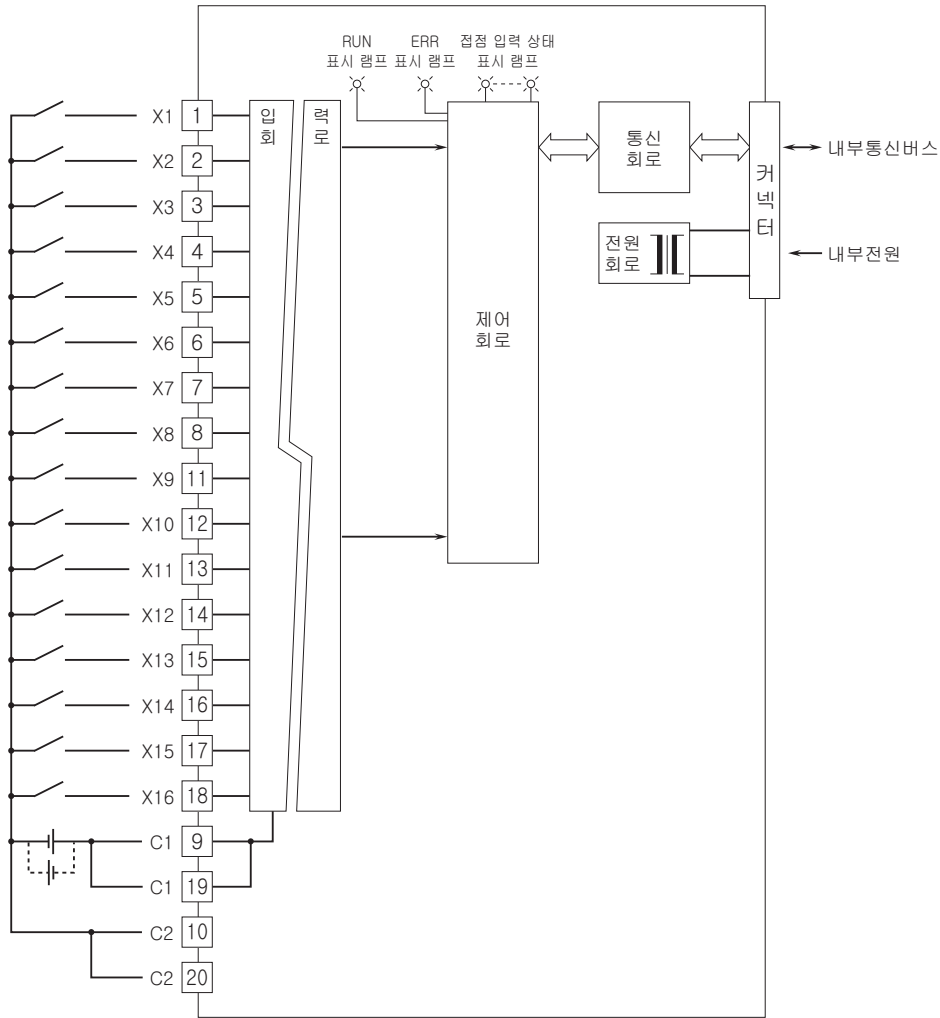 RUN
표시 램프
ERR
표시 램프
접점 입력 상태
표시 램프
입력
회로
제어
회로
통신
회로
전원
회로
커넥터
내부통신버스
내부전원
X1 1
X2 2
X3 3
X4 4
X5 5
X6 6
X7 7
X8 8
X9 11
X10 12
X11 13
X12 14
X13 15
X14 16
X15 17
X16 18
C1 9
C1 19
C2 10
C2 20